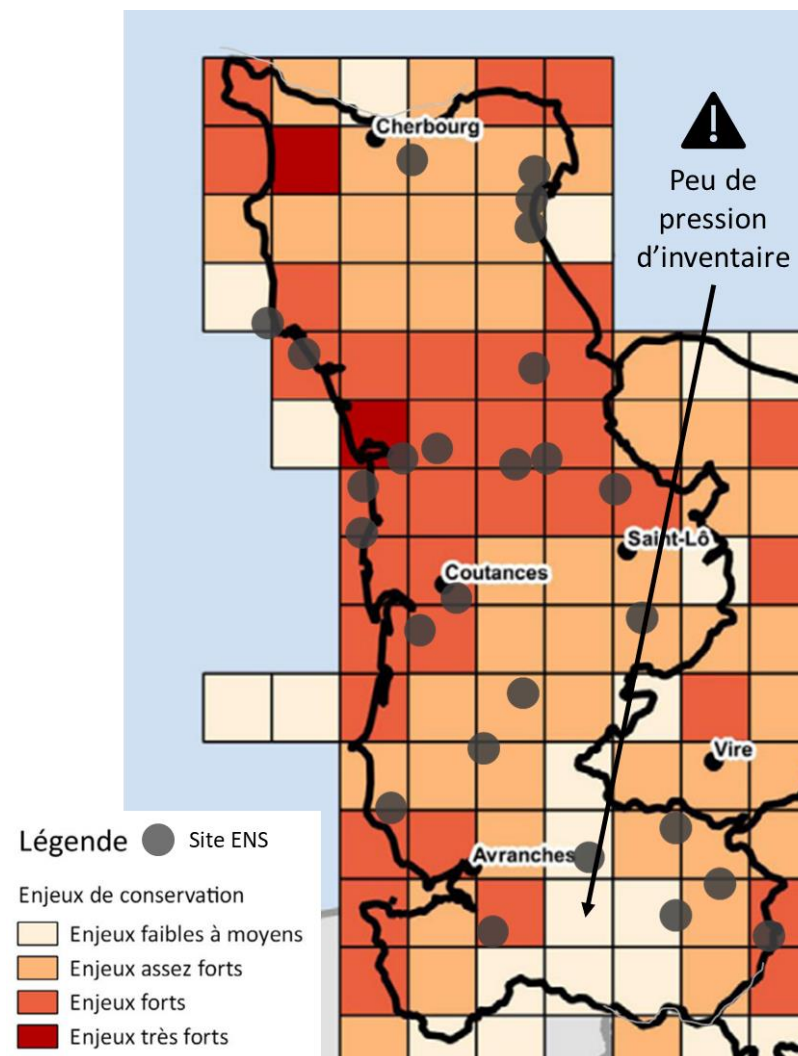 Cherbourg
!
Peu de
pression
d’inventaire
Saint-Lô
Coutances
Vire
Avranches
Légende
Site ENS
Enjeux de conservation
Enjeux faibles à moyens
Enjeux assez forts
Enjeux forts
Enjeux très forts